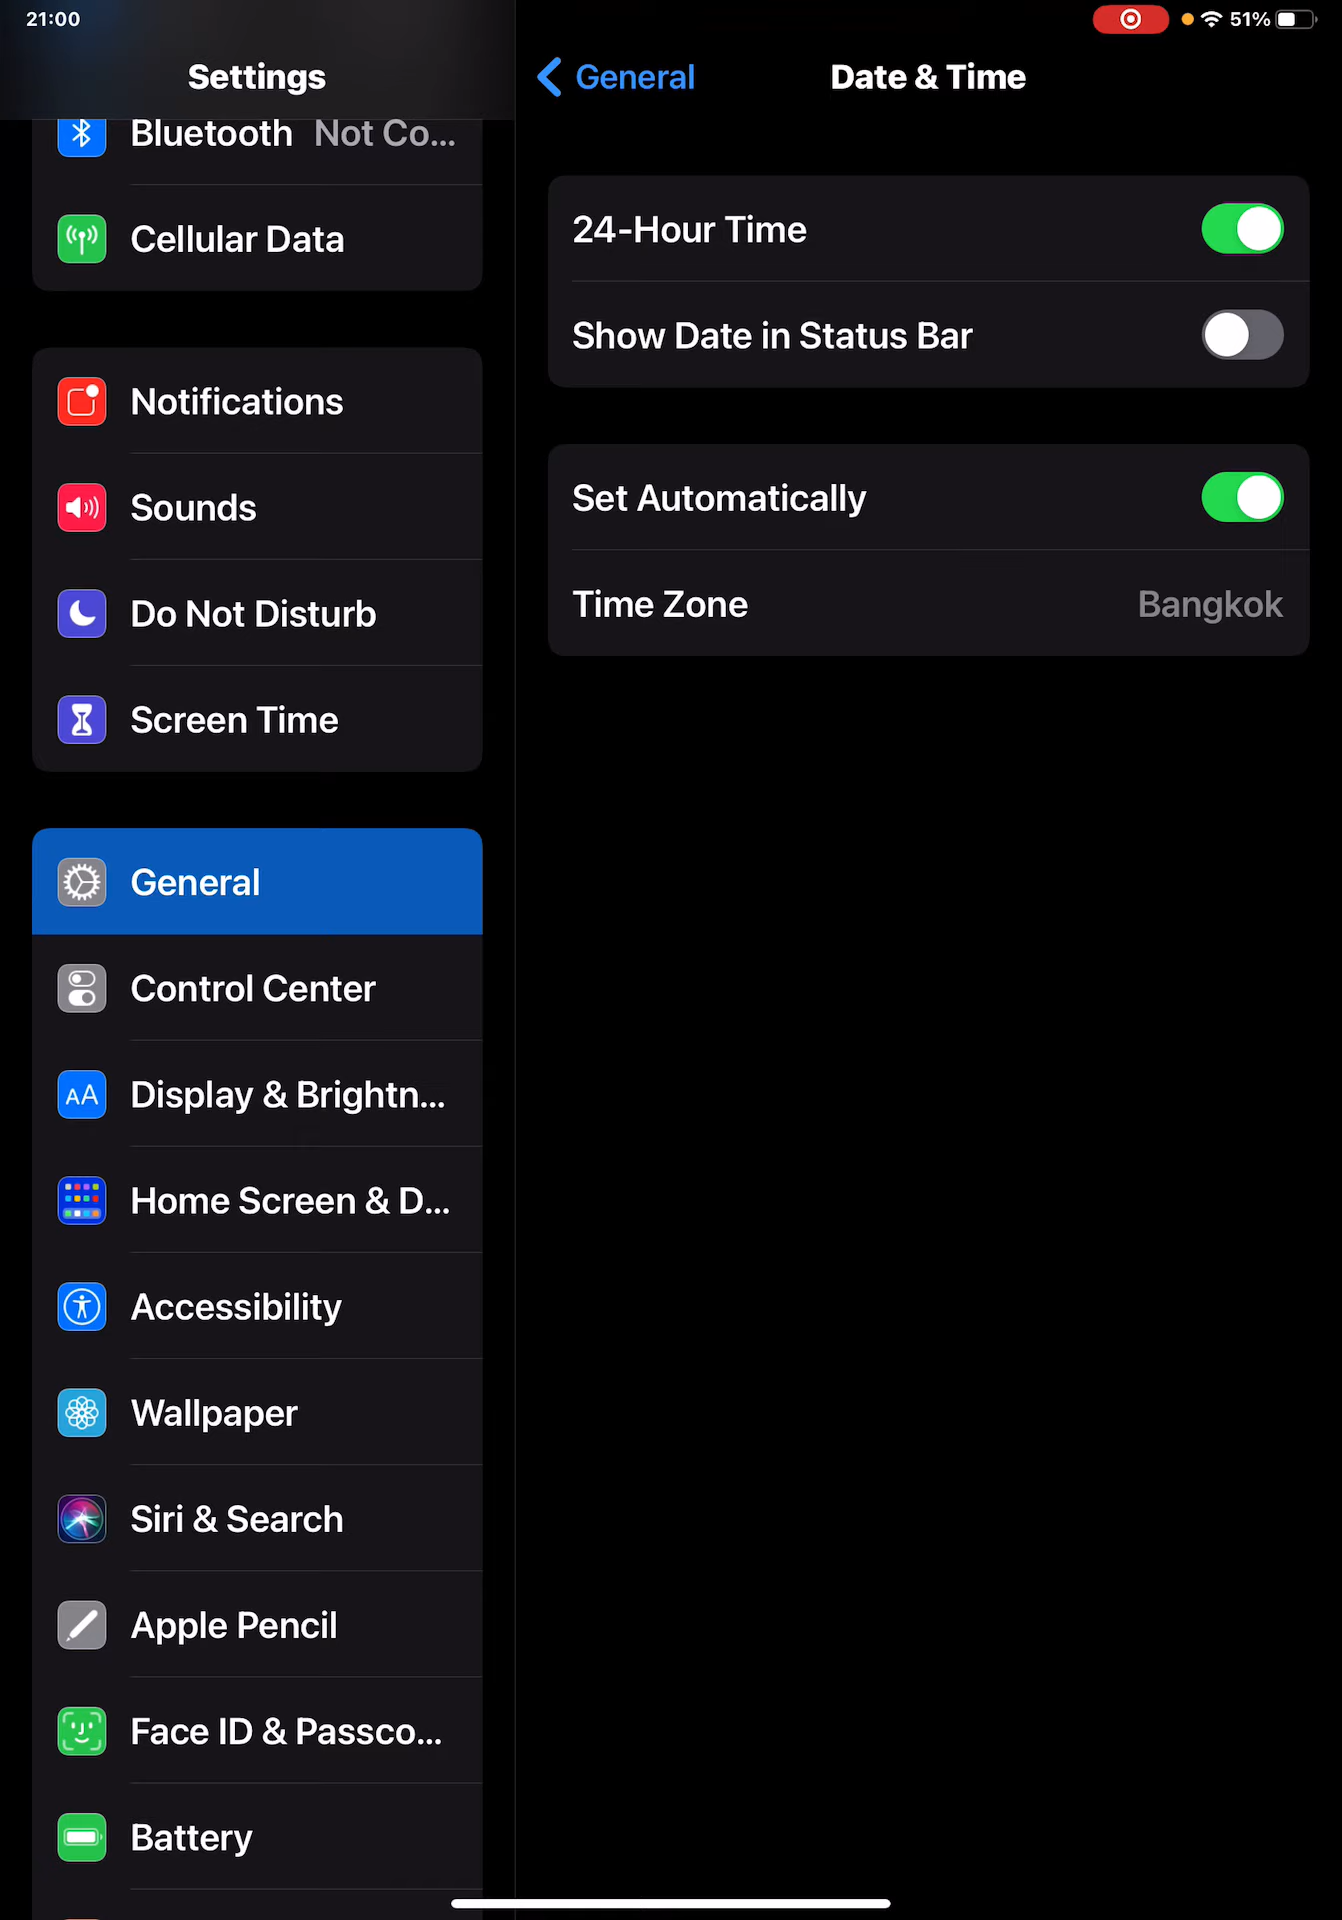 21:00
51%
Settings
General
Date & Time
Bluetooth Not Co...
Cellular Data
Notifications
Sounds
Do Not Disturb
Screen Time
General
Control Center
AA Display & Brightn...
Home Screen & D...
Accessibility
Wallpaper
Siri & Search
Apple Pencil
Face ID & Passco...
Battery
24-Hour Time
Show Date in Status Bar
Set Automatically
Time Zone Bangkok